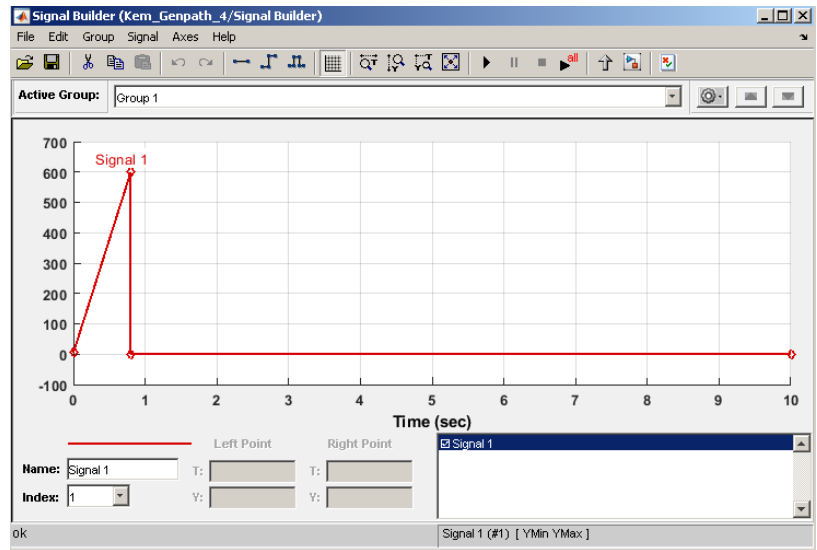 Signal Builder (Kem_Genpath_4/Signal Builder)
File Edit Group Signal Axes Help
all
Active Group: Group 1
700
600
500
400
300
200
100
0
-100
Signal 1
0 1 2 3 4 5 6 7 8 9 10
Time (sec)
Left Point Right Point
Signal 1
Name: Signal 1 T: T:
Index: 1 Y: Y:
ok Signal 1 (#1) [ YMin YMax ]